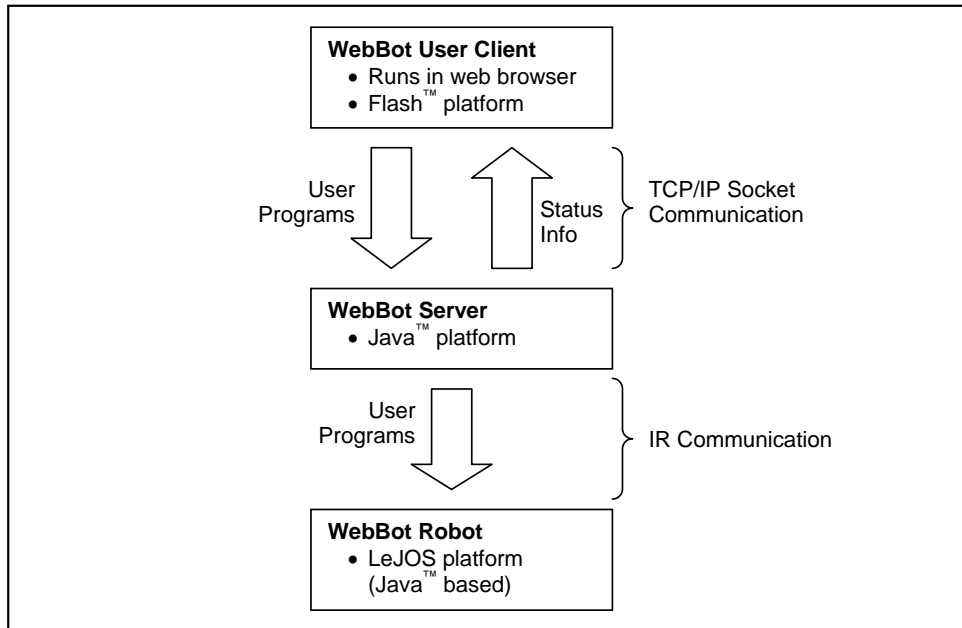 WebBot User Client
• Runs in web browser
• Flash™ platform
User
Programs
Status
Info
TCP/IP Socket
Communication
WebBot Server
• Java™ platform
User
Programs
IR Communication
WebBot Robot
• LeJOS platform
(Java™ based)